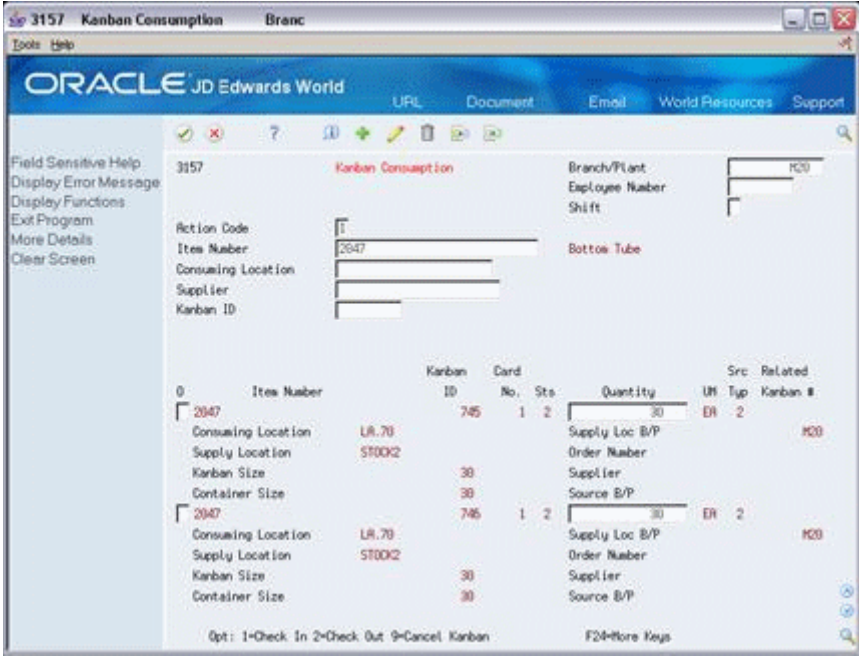 3157 Kanban Consumption Branc
Tools Help
ORACLE JD Edwards World
URL Document Email World Resources Support
Field Sensitive Help
Display Error Message
Display Functions
Exit Program
More Details
Clear Screen
3157 Kanban Consumption Branch/Plant M20
Employee Number
Shift
Action Code I
Item Number 2047 Bottom Tube
Consuming Location
Supplier
Kanban ID
Kanban Card Src Related
O Item Number ID No. Sts Quantity UM Typ Kanban #
2047 745 1 2 30 EA 2
Consuming Location LA.70 Supply Loc B/P M20
Supply Location STOCK2 Order Number
Kanban Size 30 Supplier
Container Size 30 Source B/P
2047 746 1 2 30 EA 2
Consuming Location LA.70 Supply Loc B/P M20
Supply Location STOCK2 Order Number
Kanban Size 30 Supplier
Container Size 30 Source B/P
Opt: 1=Check In 2=Check Out 9=Cancel Kanban F24=More Keys